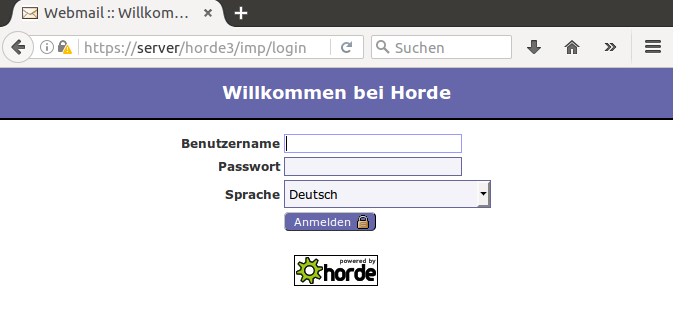 Webmail :: Willkom…
https://server/horde3/imp/login
Suchen
Willkommen bei Horde
Benutzername
Passwort
Sprache Deutsch
Anmelden
powered by
horde